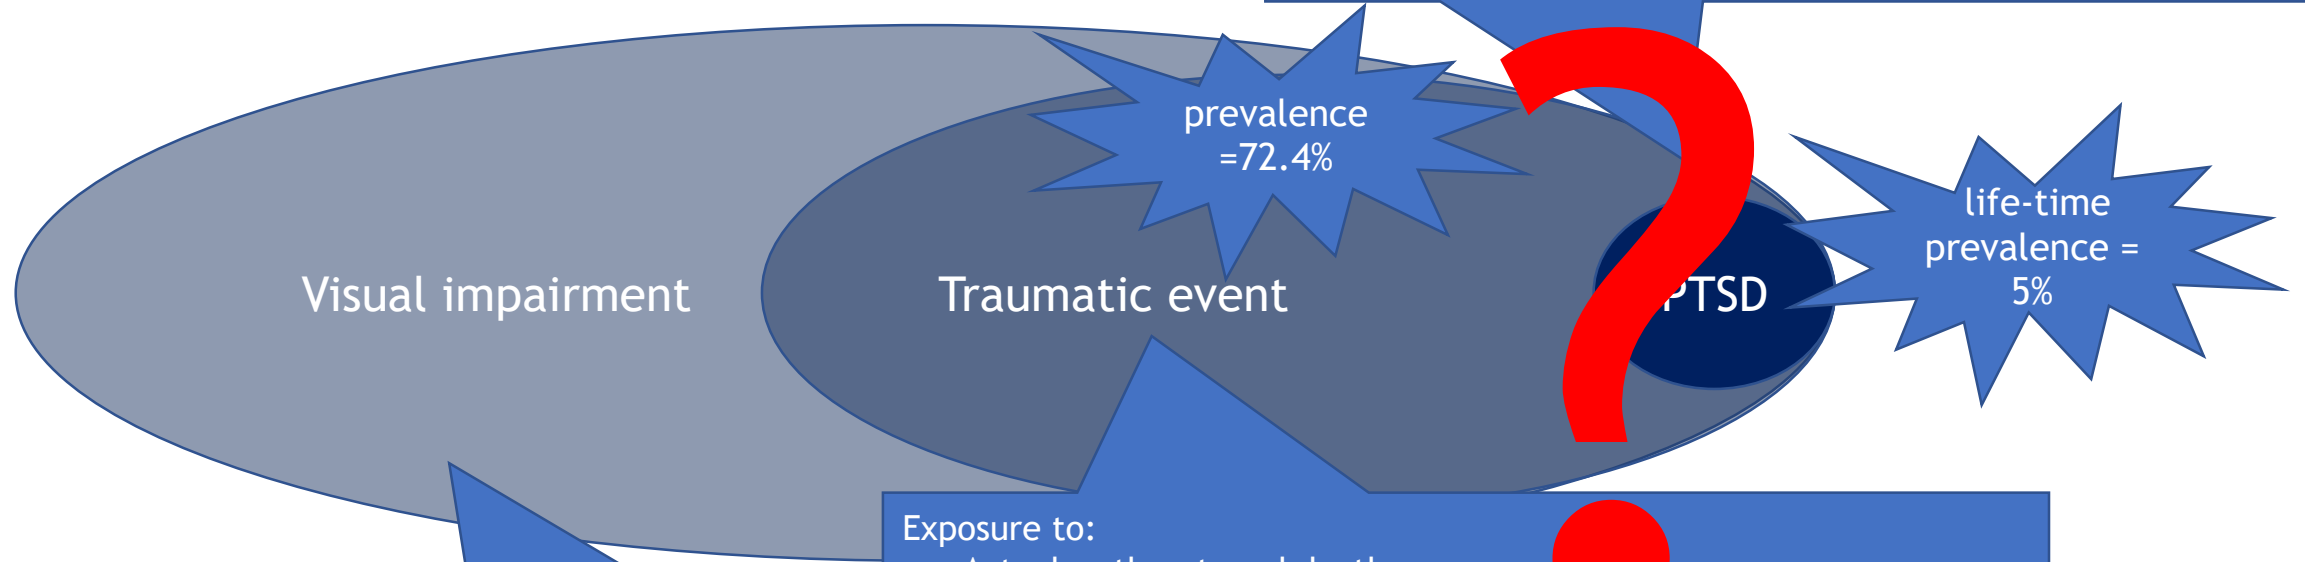 prevalence
=72.4%
life-time
prevalence =
5%
Visual impairment
Traumatic event
PTSD
Exposure to: